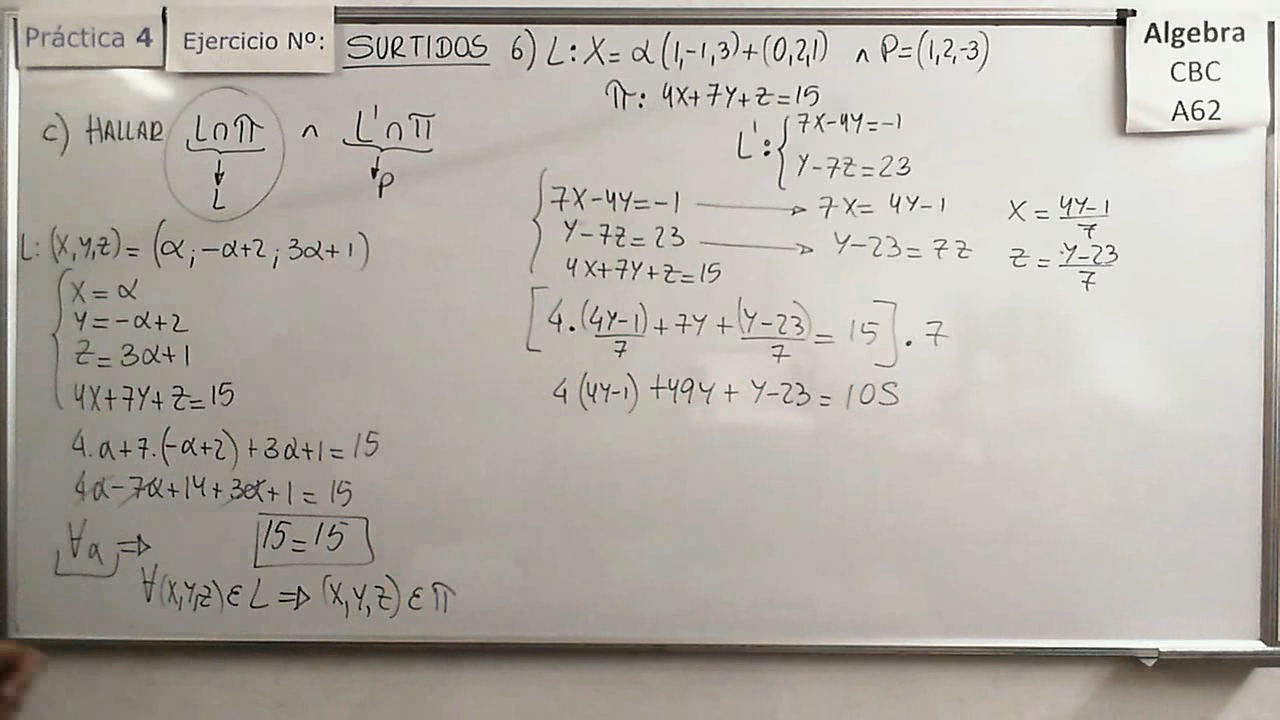 Práctica 4
Ejercicio Nº:
SURTIDOS 6) L: X = α(1,-1,3)+(0,2,1) ∧ P=(1,2,-3)
Algebra
CBC
A62
π: 4X+7Y+Z=15
L': { 7X-4Y=-1
Y-7Z=23
c) HALLAR L∩π ∧ L'∩π
↓ L ↓ P
L: (X,Y,Z) = (α; -α+2; 3α+1)
X = α
Y = -α+2
Z = 3α+1
4X+7Y+Z=15
4.α+7.(-α+2)+3α+1=15
4α-7α+14+3α+1=15
∀α ⇒ 15=15
∀(X,Y,Z) ε L ⇒ (X,Y,Z) ε π
7X-4Y=-1 → 7X=4Y-1 X=(4Y-1)/7
Y-7Z=23 → Y-23=7Z Z=(Y-23)/7
4X+7Y+Z=15
[4.(4Y-1)/7+7Y+(Y-23)/7=15].7
4(4Y-1)+49Y+Y-23=105